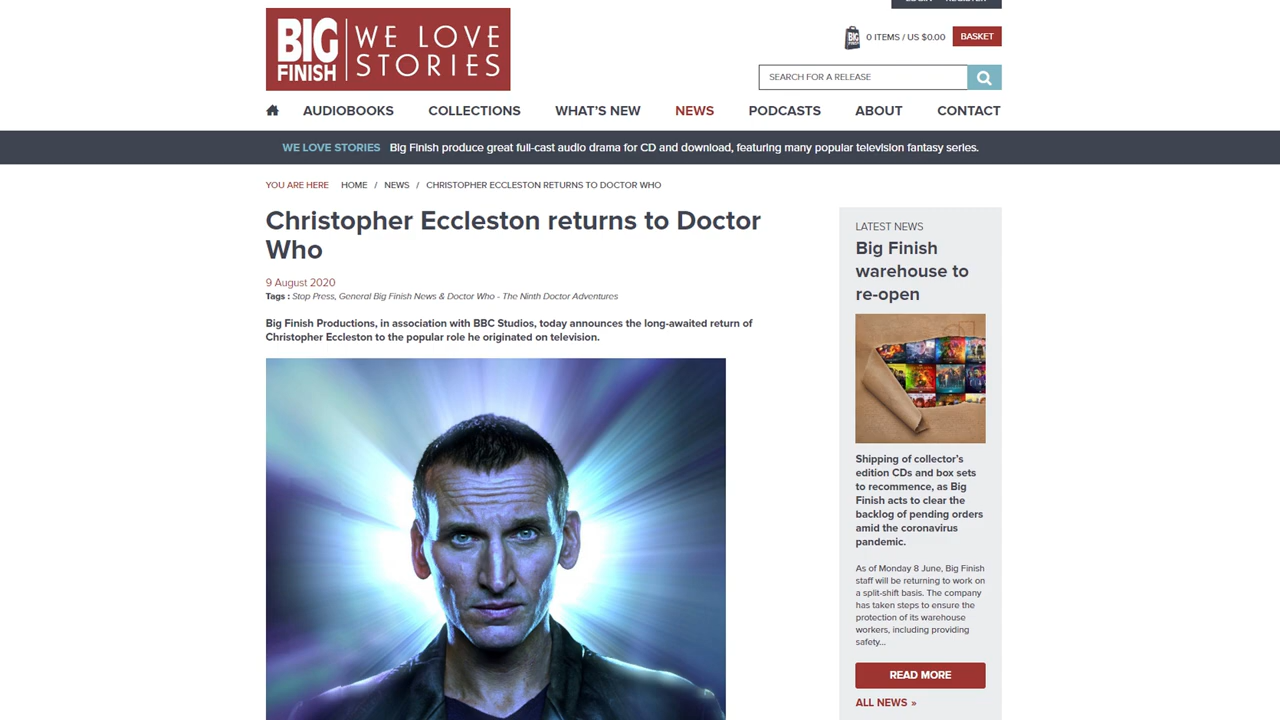 BIG
FINISH
WE LOVE
STORIES
0 ITEMS / US $0.00
BASKET
SEARCH FOR A RELEASE
AUDIOBOOKS
COLLECTIONS
WHAT'S NEW
NEWS
PODCASTS
ABOUT
CONTACT
WE LOVE STORIES Big Finish produce great full-cast audio drama for CD and download, featuring many popular television fantasy series.
YOU ARE HERE HOME / NEWS / CHRISTOPHER ECCLESTON RETURNS TO DOCTOR WHO
Christopher Eccleston returns to Doctor
Who
9 August 2020
Tags : Stop Press, General Big Finish News & Doctor Who - The Ninth Doctor Adventures
Big Finish Productions, in association with BBC Studios, today announces the long-awaited return of
Christopher Eccleston to the popular role he originated on television.
LATEST NEWS
Big Finish
warehouse to
re-open
Shipping of collector's
edition CDs and box sets
to recommence, as Big
Finish acts to clear the
backlog of pending orders
amid the coronavirus
pandemic.
As of Monday 8 June, Big Finish
staff will be returning to work on
a split-shift basis. The company
has taken steps to ensure the
protection of its warehouse
workers, including providing
safety...
READ MORE
ALL NEWS »